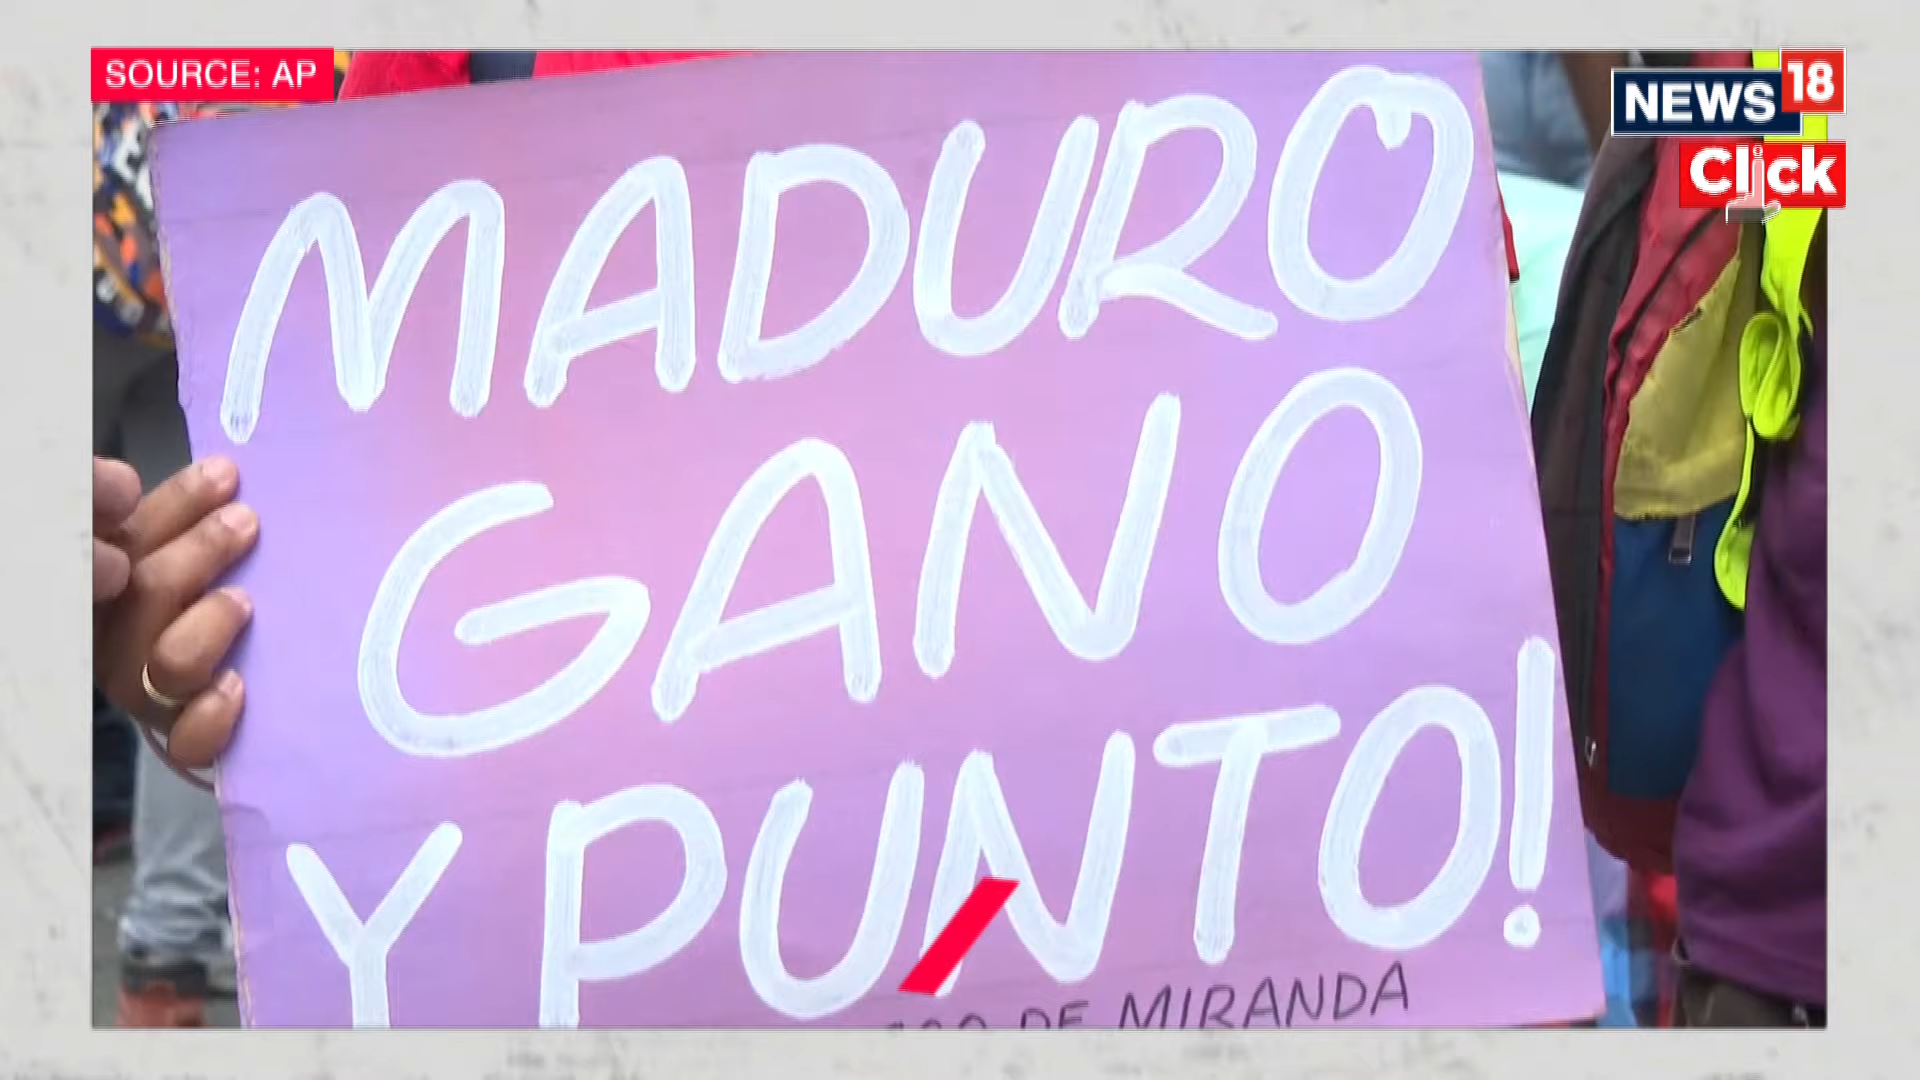 SOURCE: AP
NEWS 18
Click
MADURO
GANO
Y PUNTO!
DE MIRANDA